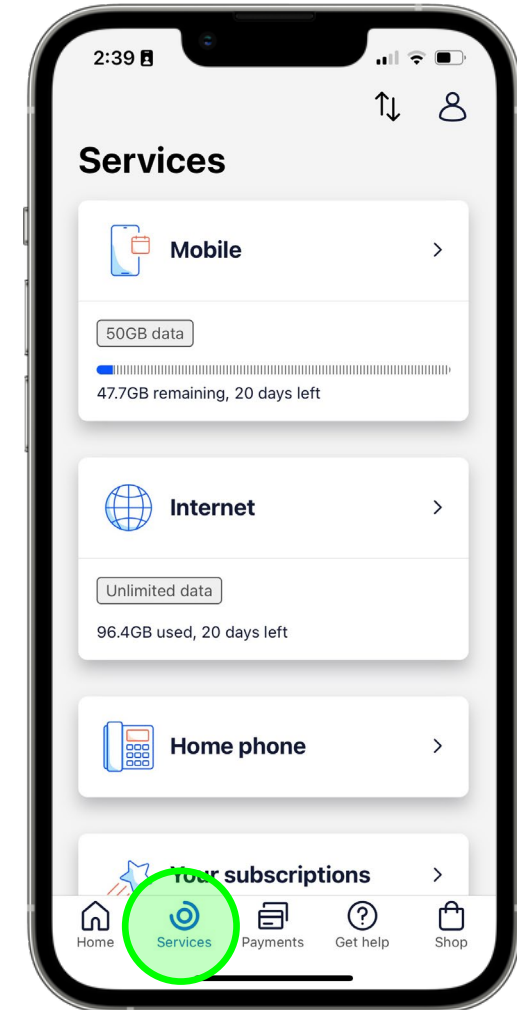 2:39
Services
Mobile
50GB data
47.7GB remaining, 20 days left
Internet
Unlimited data
96.4GB used, 20 days left
Home phone
Your subscriptions
Home Services Payments Get help Shop